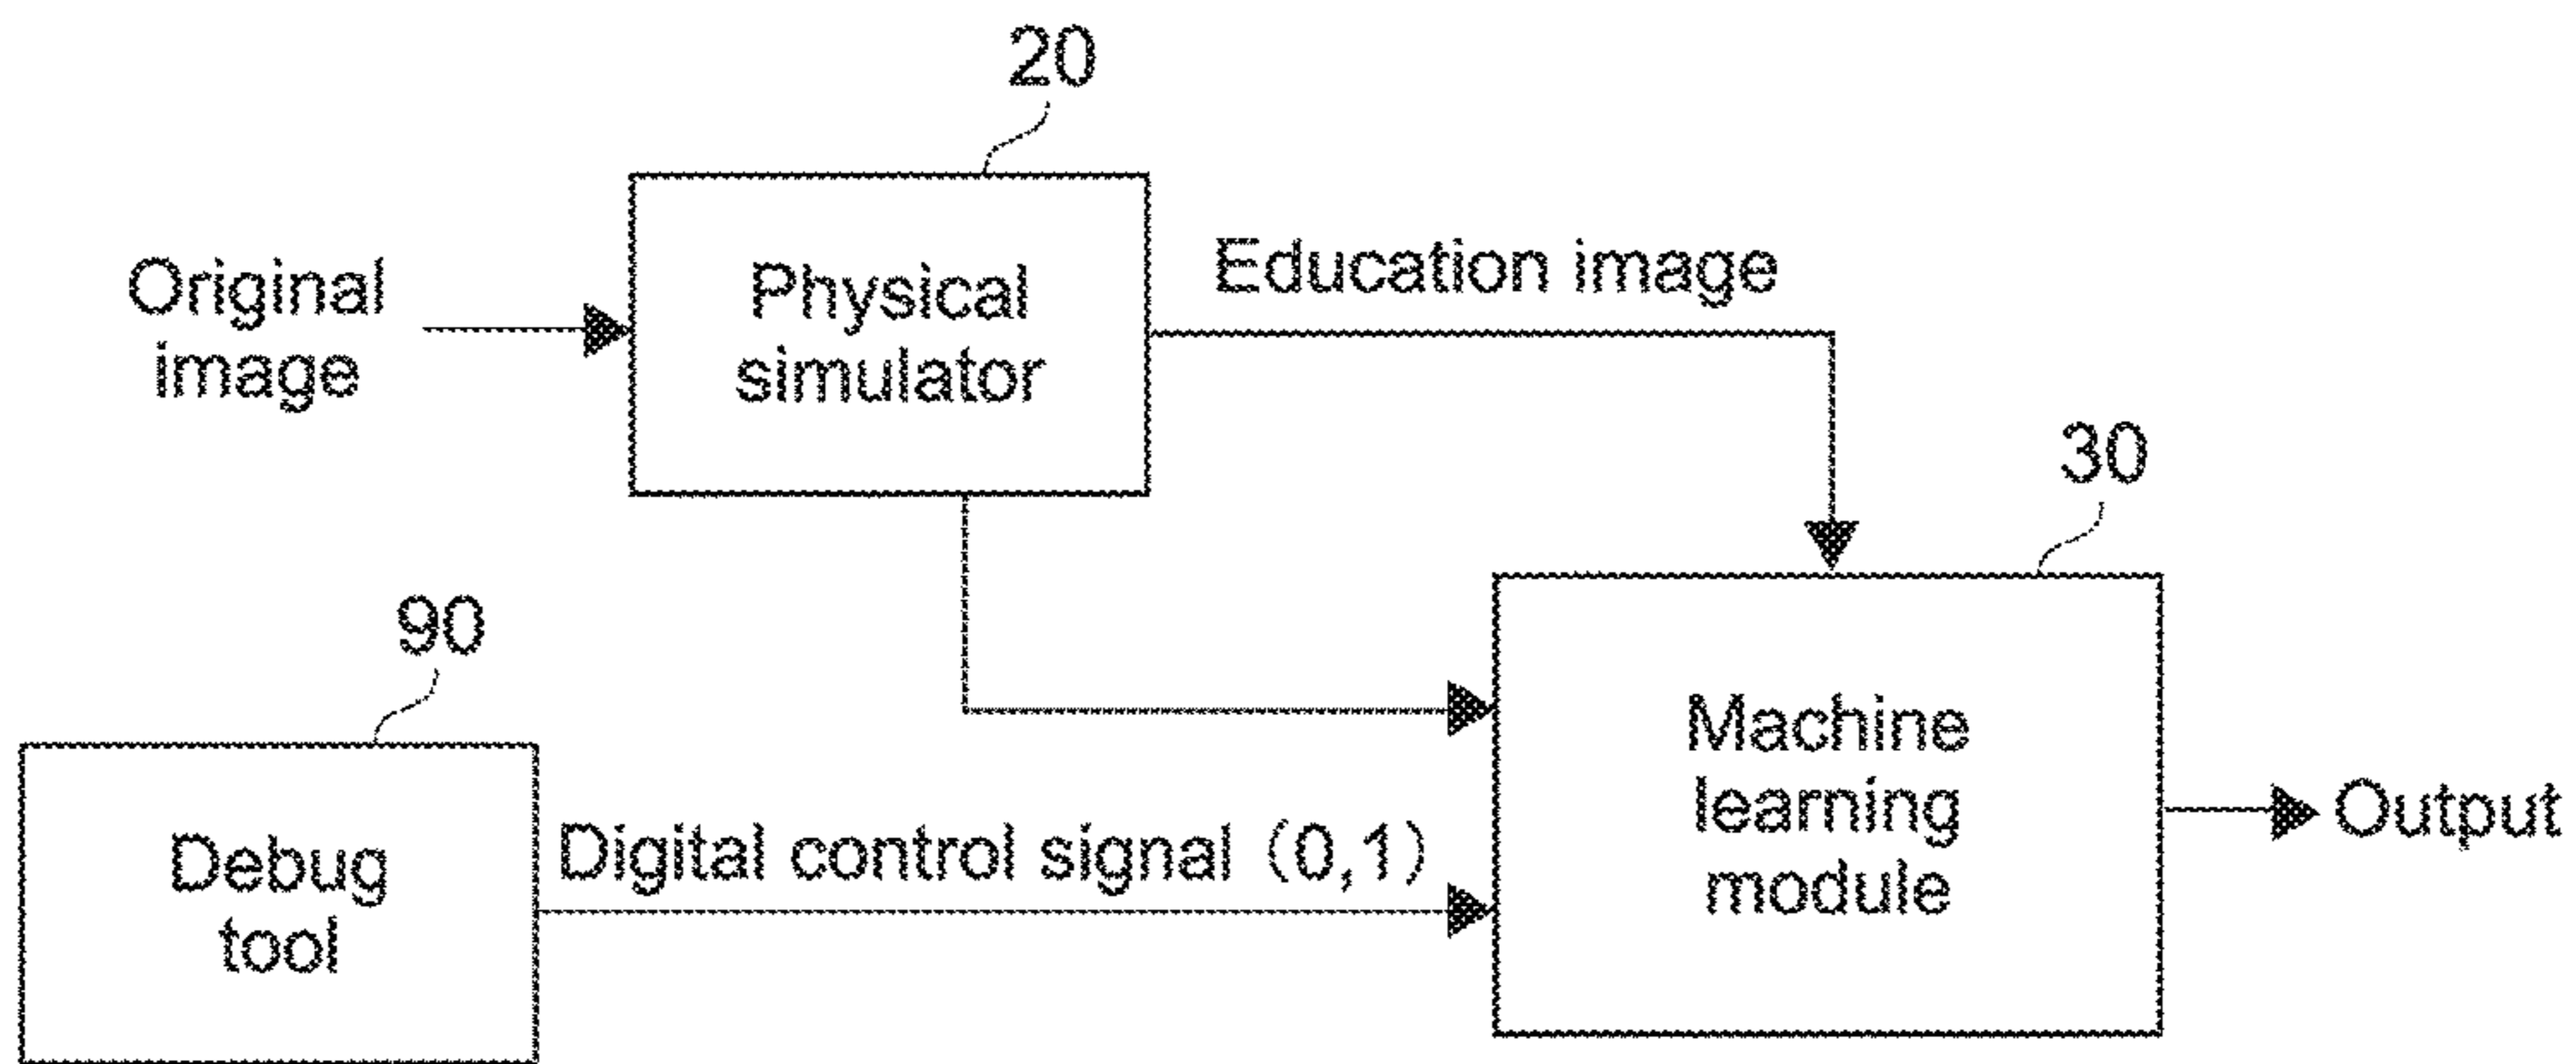 20
Original
image
Physical
simulator
Education image
30
90
Debug
tool
Digital control signal (0,1)
Machine
learning
module
Output